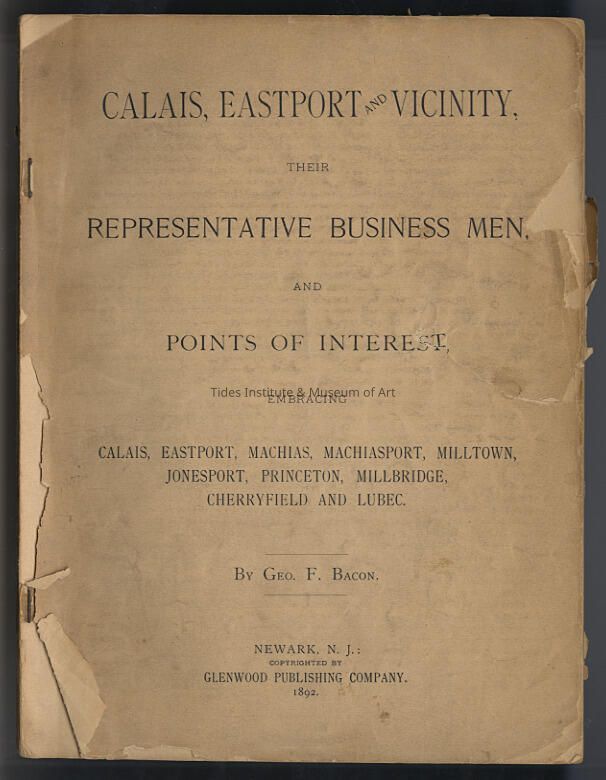 CALAIS, EASTPORT AND VICINITY,
THEIR
REPRESENTATIVE BUSINESS MEN,
AND
POINTS OF INTEREST,
Tides Institute & Museum of Art
EMBRACING
CALAIS, EASTPORT, MACHIAS, MACHIASPORT, MILLTOWN,
JONESPORT, PRINCETON, MILLBRIDGE,
CHERRYFIELD AND LUBEC.
By Geo. F. Bacon.
NEWARK, N. J.:
COPYRIGHTED BY
GLENWOOD PUBLISHING COMPANY.
1892.